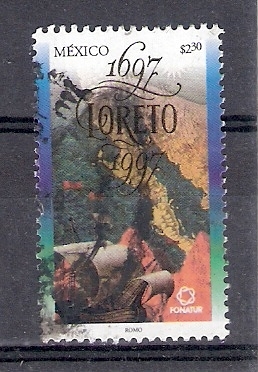 MÉXICO $2.30
1697
LORETO
1997
FONATUR
ROMO